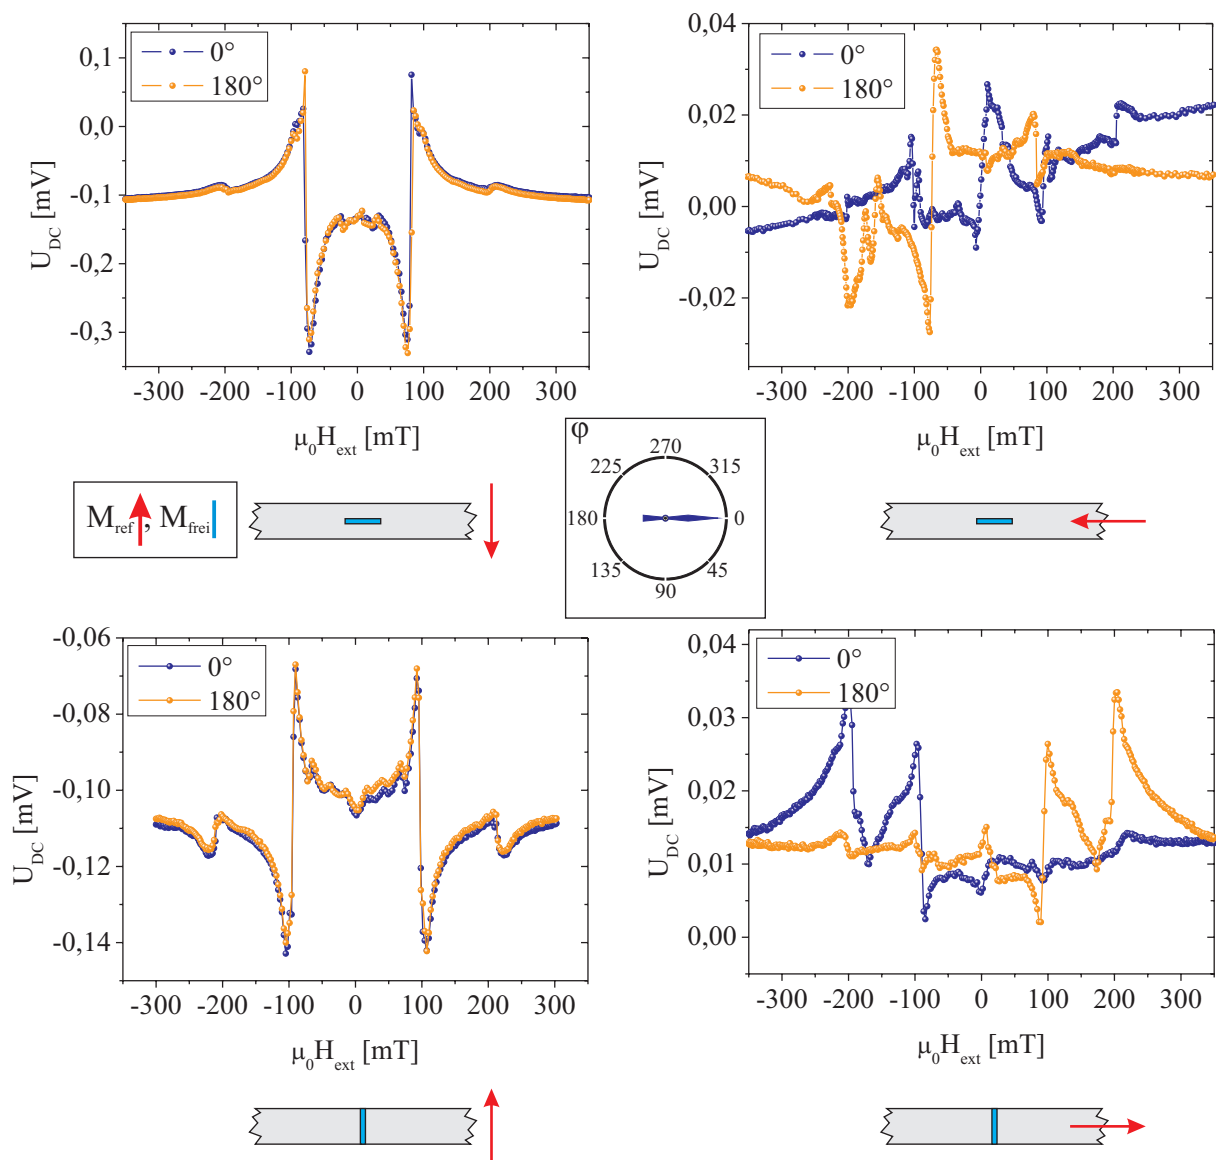 0°
180°
0,1
0,0
-0,1
-0,2
-0,3
U_DC [mV]
-300 -200 -100 0 100 200 300
μ₀H_ext [mT]
0°
180°
0,04
0,02
0,00
-0,02
U_DC [mV]
-300 -200 -100 0 100 200 300
μ₀H_ext [mT]
M_ref, M_frei
φ
270
225 315
180 0
135 45
90
0°
180°
-0,06
-0,08
-0,10
-0,12
-0,14
U_DC [mV]
-300 -200 -100 0 100 200 300
μ₀H_ext [mT]
0°
180°
0,04
0,03
0,02
0,01
0,00
U_DC [mV]
-300 -200 -100 0 100 200 300
μ₀H_ext [mT]